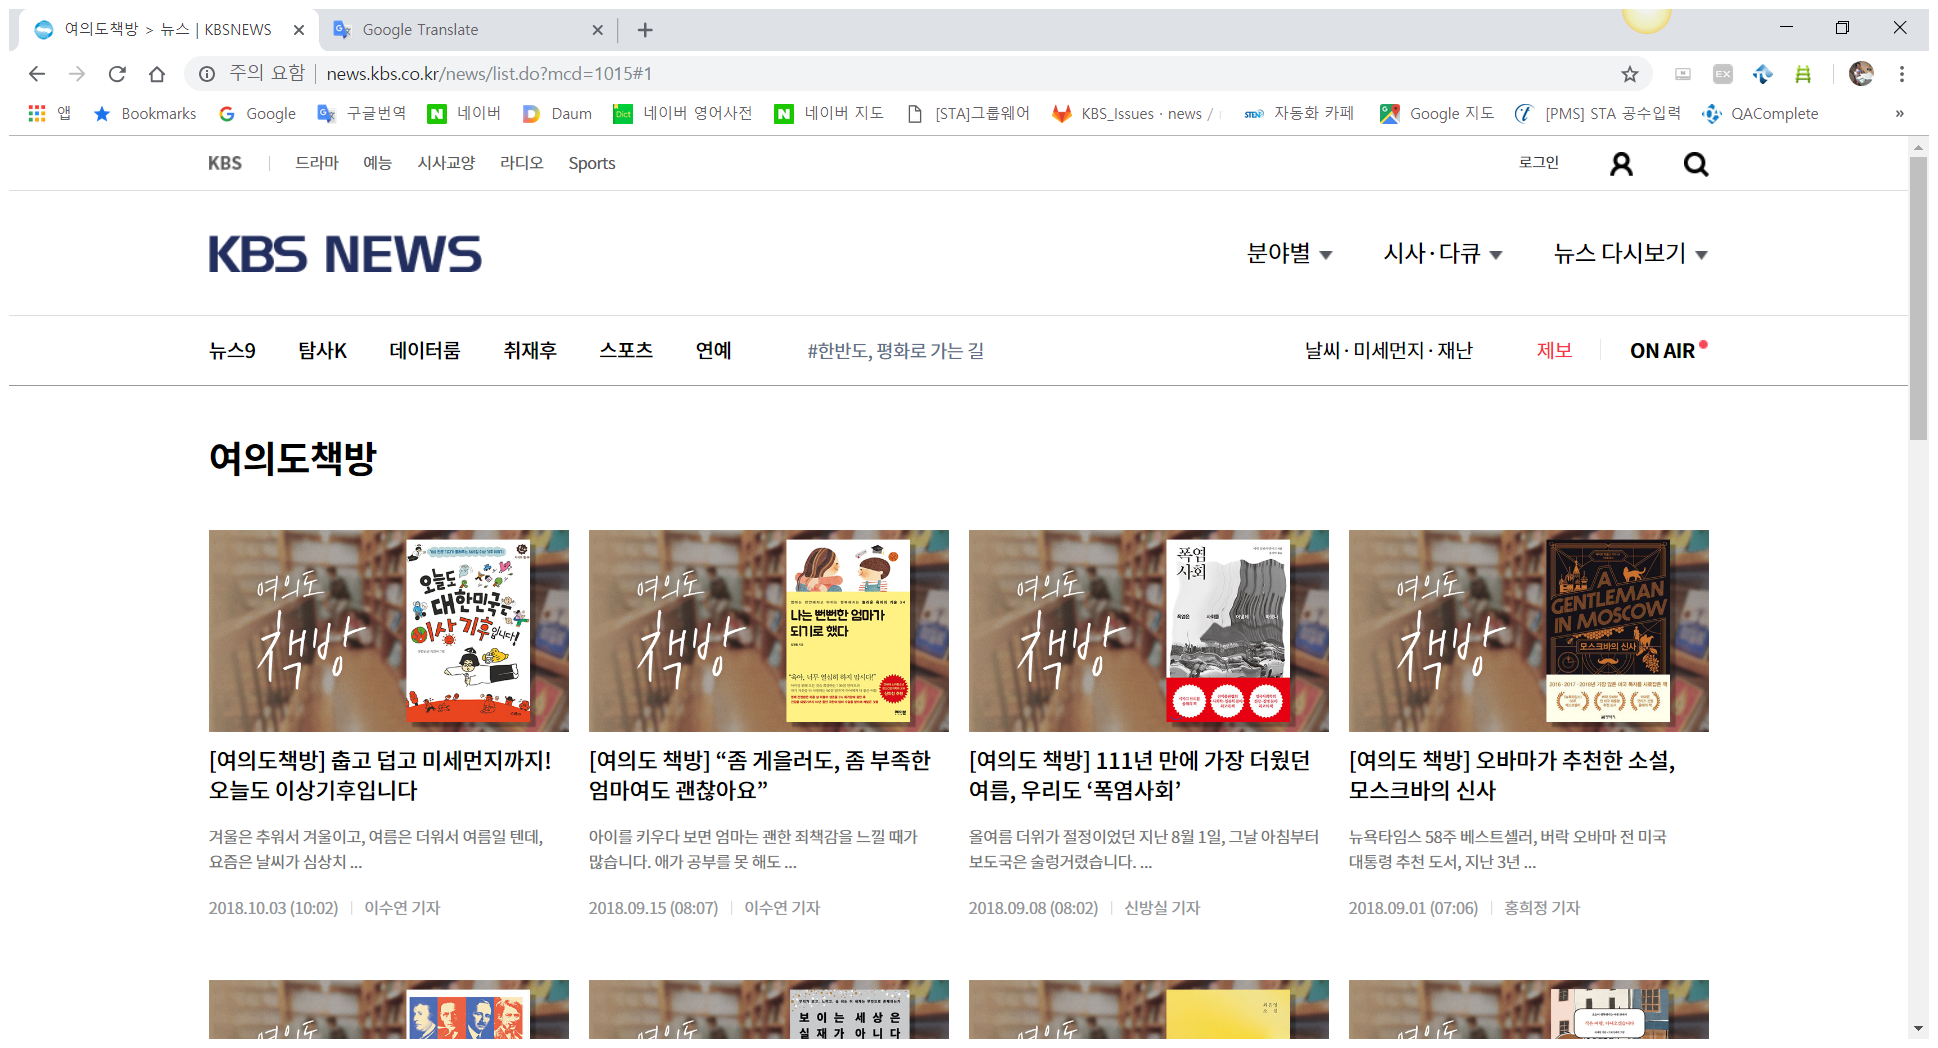 여의도책방 > 뉴스 | KBSNEWS
Google Translate
주의 요함 | news.kbs.co.kr/news/list.do?mcd=1015#1
EX
앱 Bookmarks Google 구글번역 네이버 Daum 네이버 영어사전 네이버 지도 [STA]그룹웨어 KBS_Issues · news / 자동화 카페 Google 지도 [PMS] STA 공수입력 QAComplete »
KBS 드라마 예능 시사교양 라디오 Sports 로그인
KBS NEWS
분야별 시사·다큐 뉴스 다시보기
뉴스9 탐사K 데이터룸 취재후 스포츠 연예 #한반도, 평화로 가는 길 날씨·미세먼지·재난 제보 ON AIR
여의도책방
여의도 책방
오늘도 대한민국은 이상기후입니다!
여의도 책방
나는 뻔뻔한 엄마가
되기로 했다
"육아, 너무 열심히 하지 맙시다!"
여의도 책방
폭염
사회
여의도 책방
A GENTLEMAN IN MOSCOW
모스크바의 신사
[여의도책방] 춥고 덥고 미세먼지까지!
오늘도 이상기후입니다
겨울은 추워서 겨울이고, 여름은 더워서 여름일 텐데,
요즘은 날씨가 심상치 ...
2018.10.03 (10:02) | 이수연 기자
[여의도 책방] “좀 게을러도, 좀 부족한
엄마여도 괜찮아요”
아이를 키우다 보면 엄마는 괜한 죄책감을 느낄 때가
많습니다. 애가 공부를 못 해도 ...
2018.09.15 (08:07) | 이수연 기자
[여의도 책방] 111년 만에 가장 더웠던
여름, 우리도 ‘폭염사회’
올여름 더위가 절정이었던 지난 8월 1일, 그날 아침부터
보도국은 술렁거렸습니다. ...
2018.09.08 (08:02) | 신방실 기자
[여의도 책방] 오바마가 추천한 소설,
모스크바의 신사
뉴욕타임스 58주 베스트셀러, 버락 오바마 전 미국
대통령 추천 도서, 지난 3년 ...
2018.09.01 (07:06) | 홍희정 기자
여의도
여의도
보이는 세상은
실재가 아니다
여의도
여의도